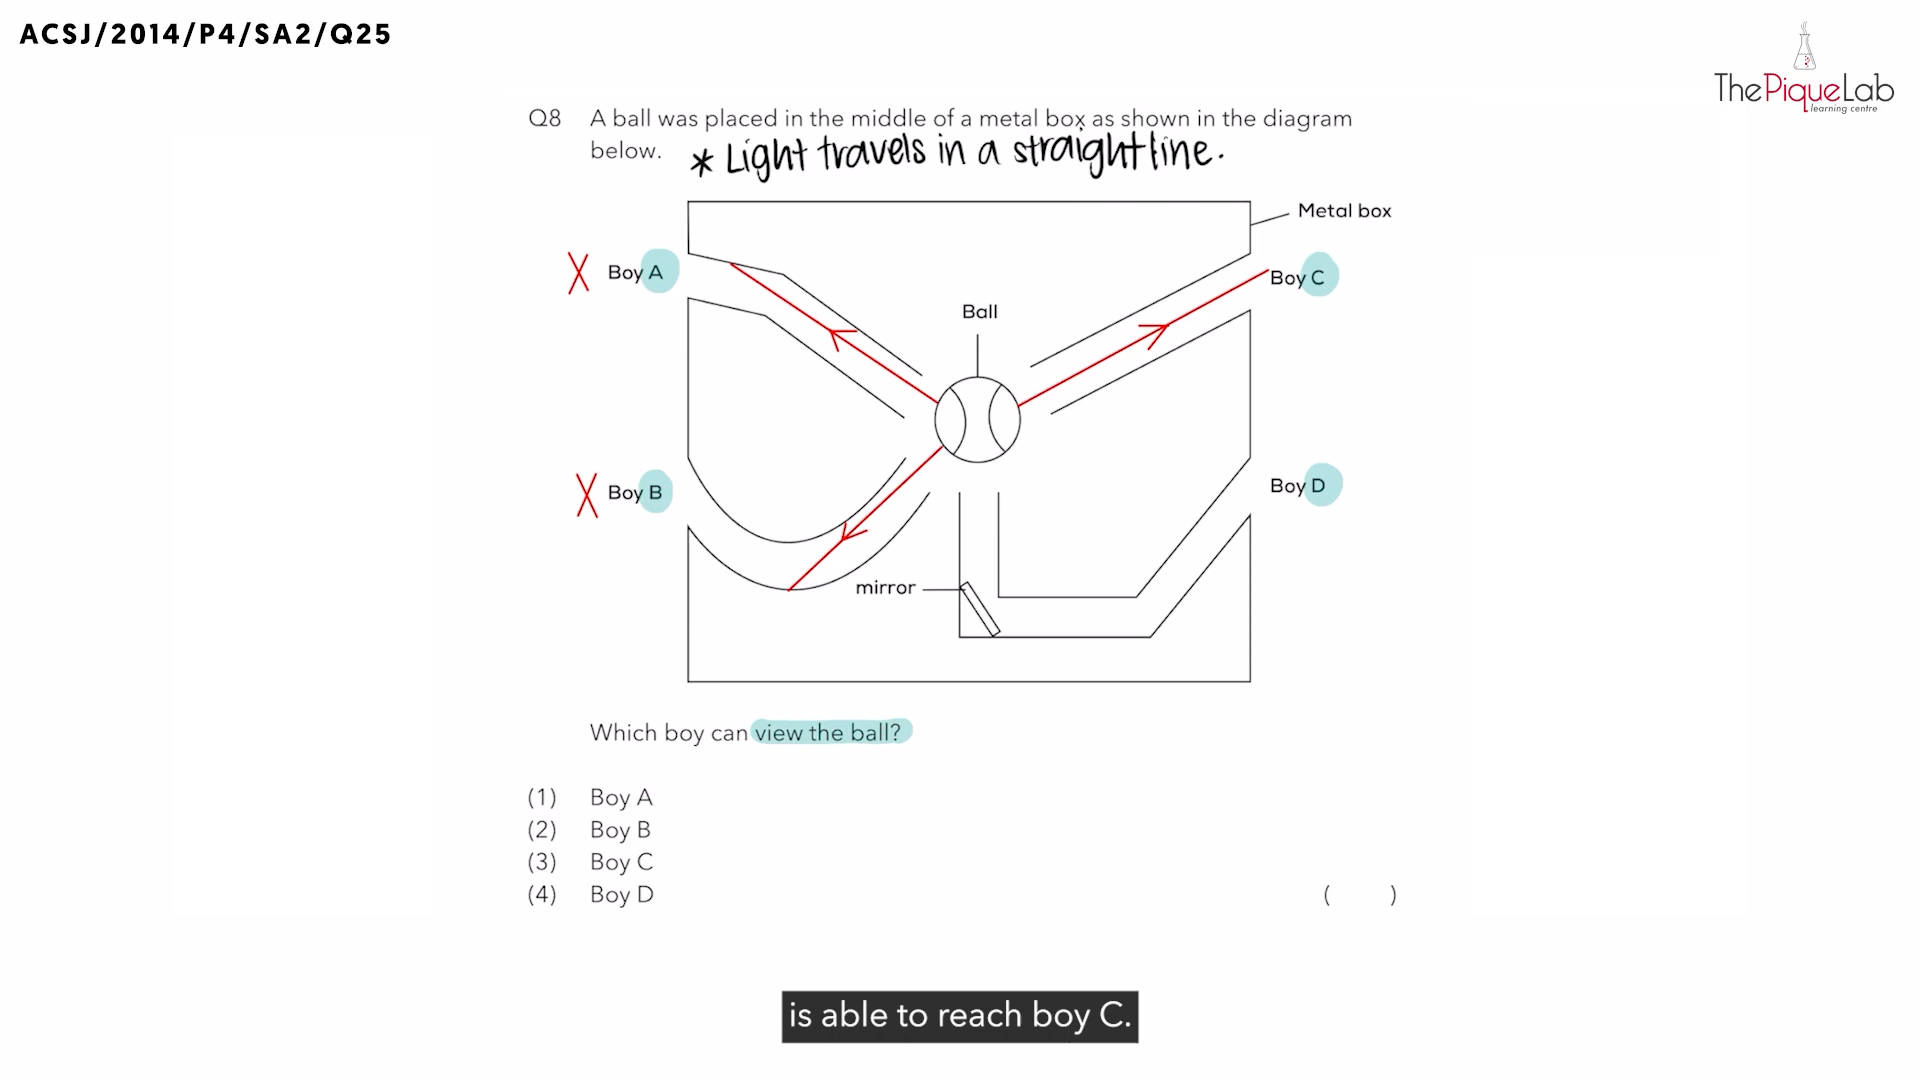 ACSJ/2014/P4/SA2/Q25
ThePiqueLab
learning centre
Q8 A ball was placed in the middle of a metal box as shown in the diagram
below.
* Light travels in a straight line.
Metal box
Boy A
Boy C
Ball
Boy B
Boy D
mirror
Which boy can view the ball?
(1) Boy A
(2) Boy B
(3) Boy C
(4) Boy D
( )
is able to reach boy C.